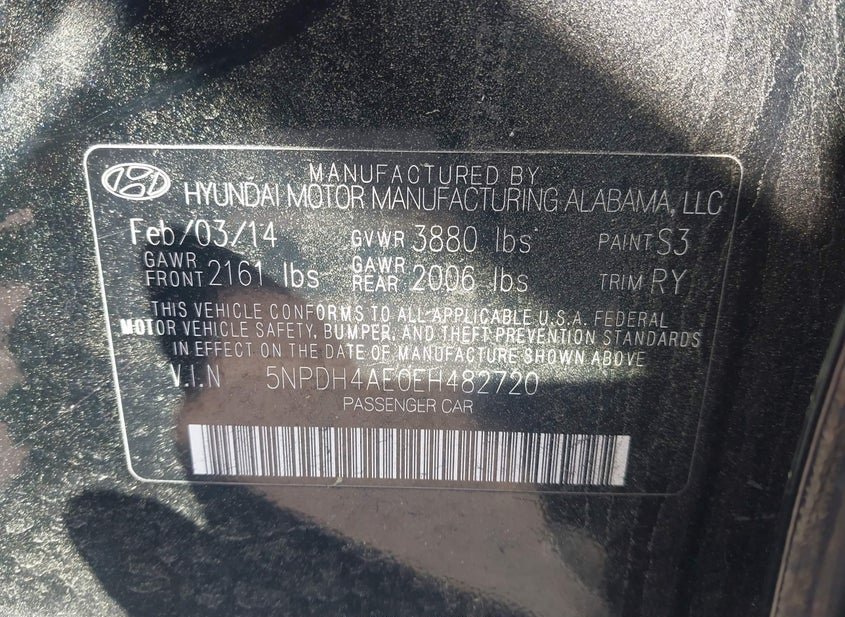 MANUFACTURED BY
HYUNDAI MOTOR MANUFACTURING ALABAMA, LLC
Feb/03/14 GVWR 3880 lbs PAINT S3
GAWR FRONT 2161 lbs GAWR REAR 2006 lbs TRIM RY
THIS VEHICLE CONFORMS TO ALL APPLICABLE U.S.A. FEDERAL
MOTOR VEHICLE SAFETY, BUMPER, AND THEFT PREVENTION STANDARDS
IN EFFECT ON THE DATE OF MANUFACTURE SHOWN ABOVE
V.I.N 5NPDH4AE0EH482720
PASSENGER CAR